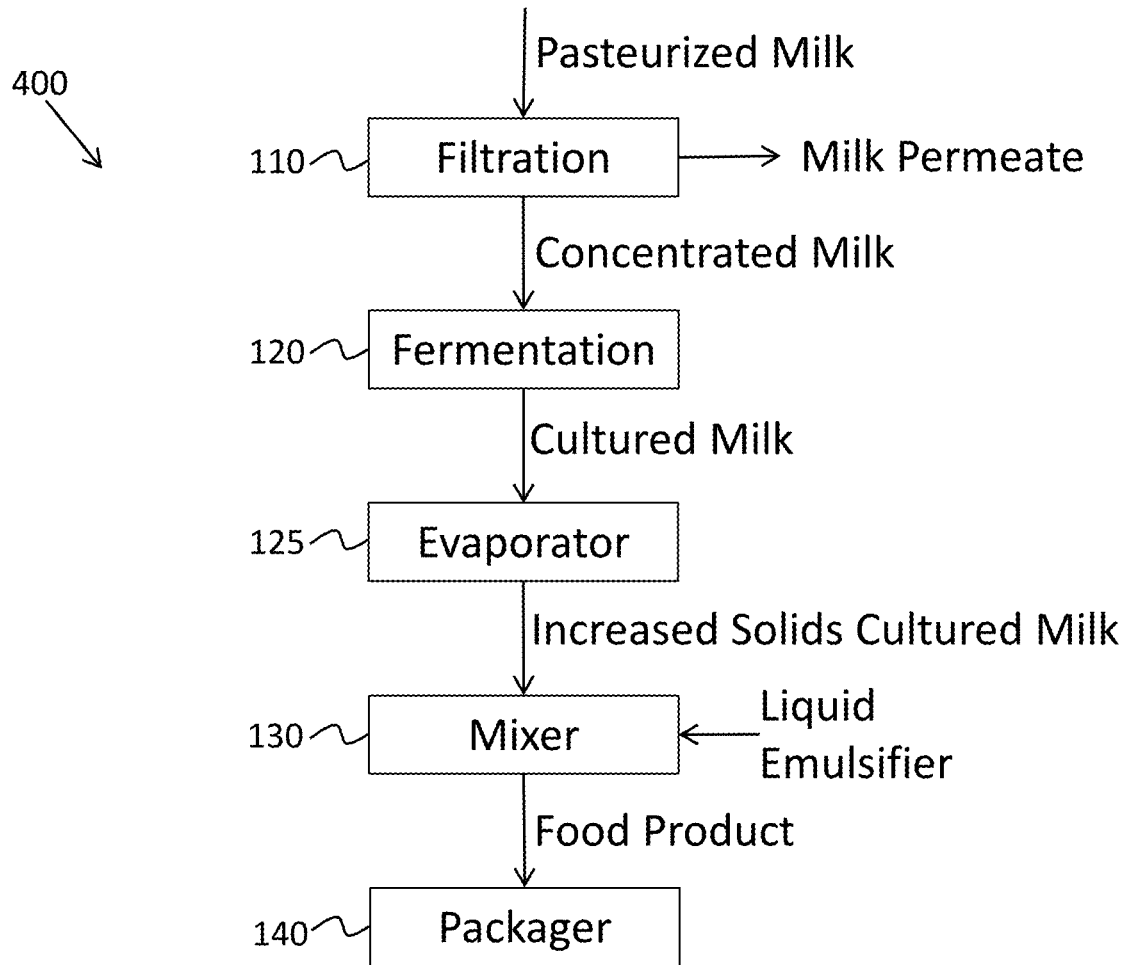 Pasteurized Milk
400
110
Filtration
Milk Permeate
Concentrated Milk
120
Fermentation
Cultured Milk
125
Evaporator
Increased Solids Cultured Milk
130
Mixer
Liquid
Emulsifier
Food Product
140
Packager